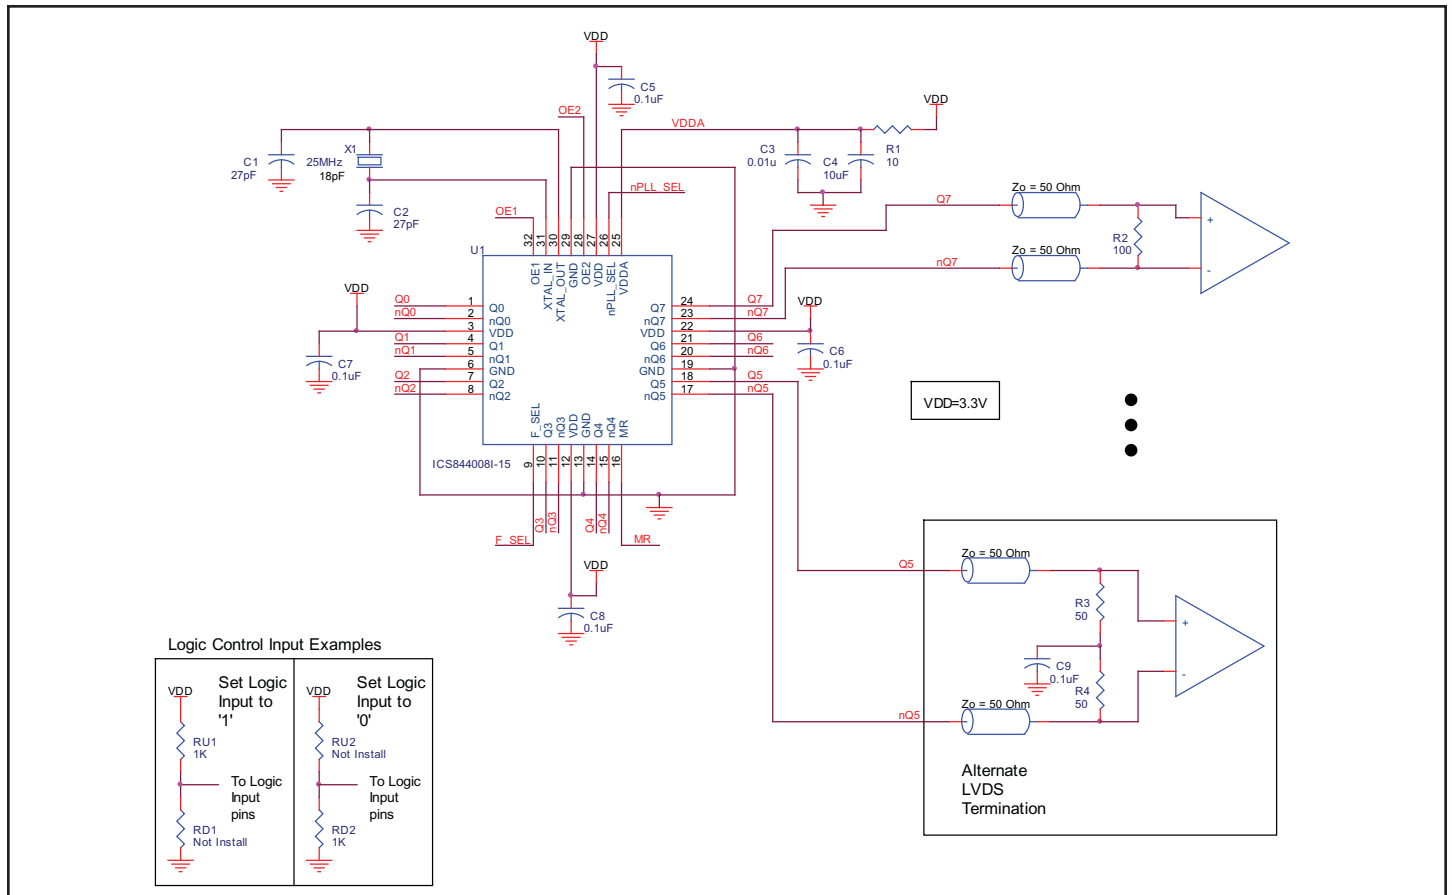 VDD
C5
0.1uF
OE2
VDDA
VDD
C3
0.01u
C4
10uF
R1
10
C1
27pF
X1
25MHz
18pF
C2
27pF
nPLL_SEL
OE1
Q7
Zo = 50 Ohm
+
R2
100
nQ7
Zo = 50 Ohm
-
U1
32
31
30
29
28
27
26
25
OE1
XTAL_IN
XTAL_OUT
GND
OE2
VDD
nPLL_SEL
VDDA
VDD
C7
0.1uF
Q0 1 Q0
nQ0 2 nQ0
3 VDD
Q1 4 Q1
nQ1 5 nQ1
6 GND
Q2 7 Q2
nQ2 8 nQ2
Q7 24 Q7
nQ7 23 nQ7
VDD 22
Q6 21 Q6
nQ6 20 nQ6
GND 19
Q5 18 Q5
nQ5 17 nQ5
VDD
C6
0.1uF
F_SEL
Q3
nQ3
VDD
GND
Q4
nQ4
MR
ICS844008I-15
9
10
11
12
13
14
15
16
F_SEL
Q3
nQ3
Q4
nQ4
MR
VDD
C8
0.1uF
VDD=3.3V
Q5
Zo = 50 Ohm
R3
50
+
C9
0.1uF
R4
50
-
nQ5
Zo = 50 Ohm
Alternate
LVDS
Termination
Logic Control Input Examples
VDD
Set Logic
Input to
'1'
RU1
1K
To Logic
Input
pins
RD1
Not Install
VDD
Set Logic
Input to
'0'
RU2
Not Install
To Logic
Input
pins
RD2
1K